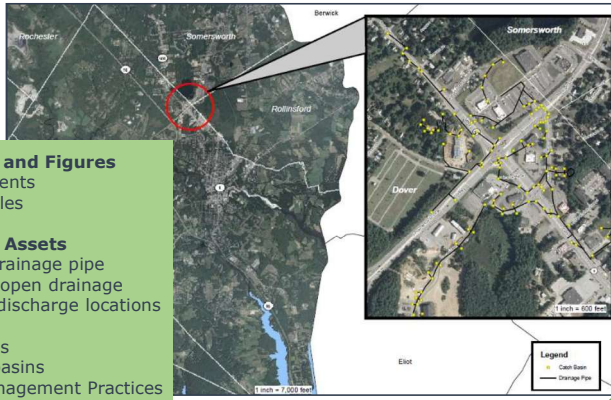 Berwick
Rochester
Somersworth
Rollinsford
Eliot
1 inch = 7,000 feet
and Figures
ents
les
Assets
rainage pipe
open drainage
discharge locations
s
basins
nagement Practices
Somersworth
Dover
1 inch = 600 feet
Legend
Catch Basin
Drainage Pipe